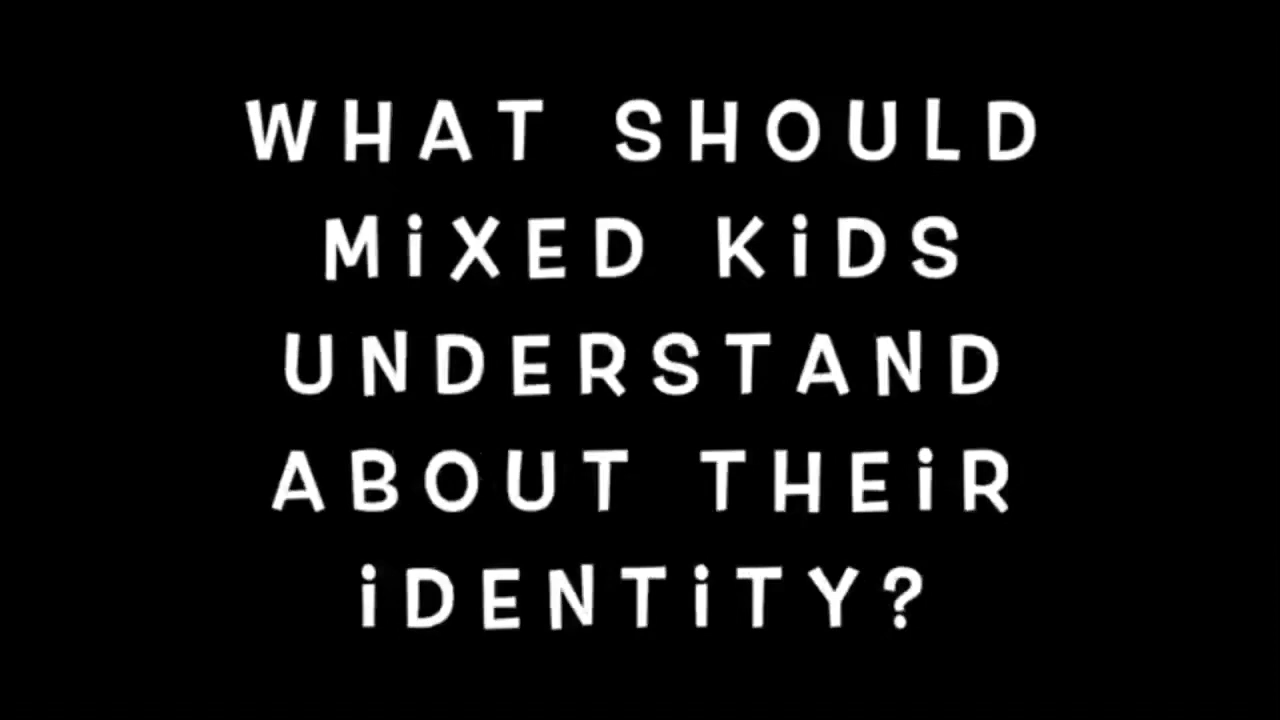 WHAT SHOULD
MiXED KiDS
UNDERSTAND
ABOUT THEiR
iDENTiTY?